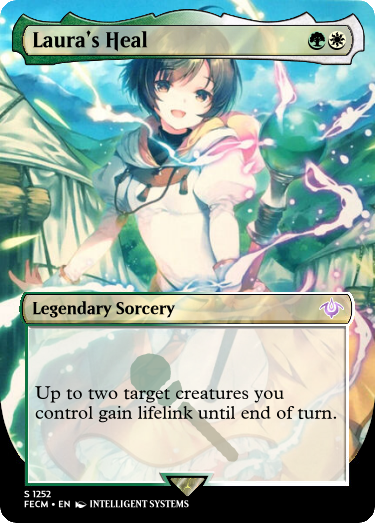 Laura's Heal
Legendary Sorcery
Up to two target creatures you
control gain lifelink until end of turn.
S 1252
FECM • EN INTELLIGENT SYSTEMS